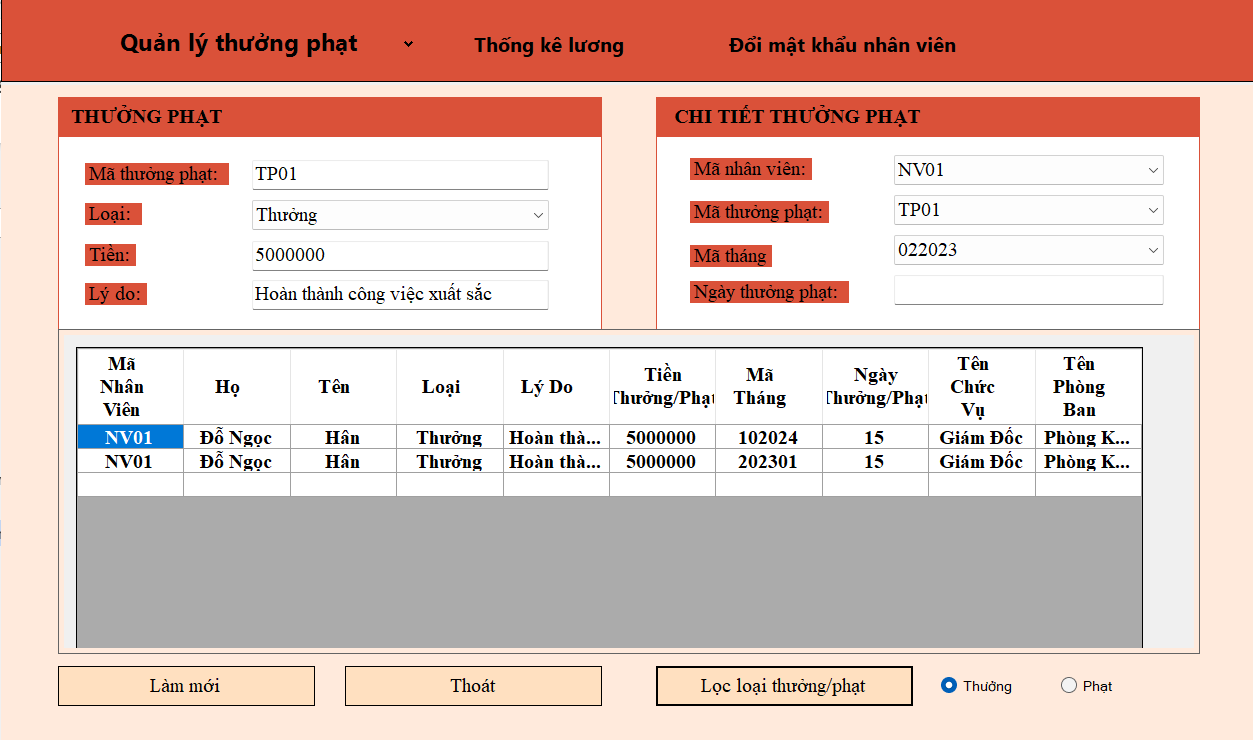 Quản lý thưởng phạt Thống kê lương Đổi mật khẩu nhân viên
THƯỞNG PHẠT
Mã thưởng phạt: TP01
Loại: Thưởng
Tiền: 5000000
Lý do: Hoàn thành công việc xuất sắc
CHI TIẾT THƯỞNG PHẠT
Mã nhân viên: NV01
Mã thưởng phạt: TP01
Mã tháng 022023
Ngày thưởng phạt:
Mã Nhân Viên Họ Tên Loại Lý Do Tiền Thưởng/Phạt Mã Tháng Ngày Thưởng/Phạt Tên Chức Vụ Tên Phòng Ban
NV01 Đỗ Ngọc Hân Thưởng Hoàn thà... 5000000 102024 15 Giám Đốc Phòng K...
NV01 Đỗ Ngọc Hân Thưởng Hoàn thà... 5000000 202301 15 Giám Đốc Phòng K...
Làm mới Thoát Lọc loại thưởng/phạt Thưởng Phạt